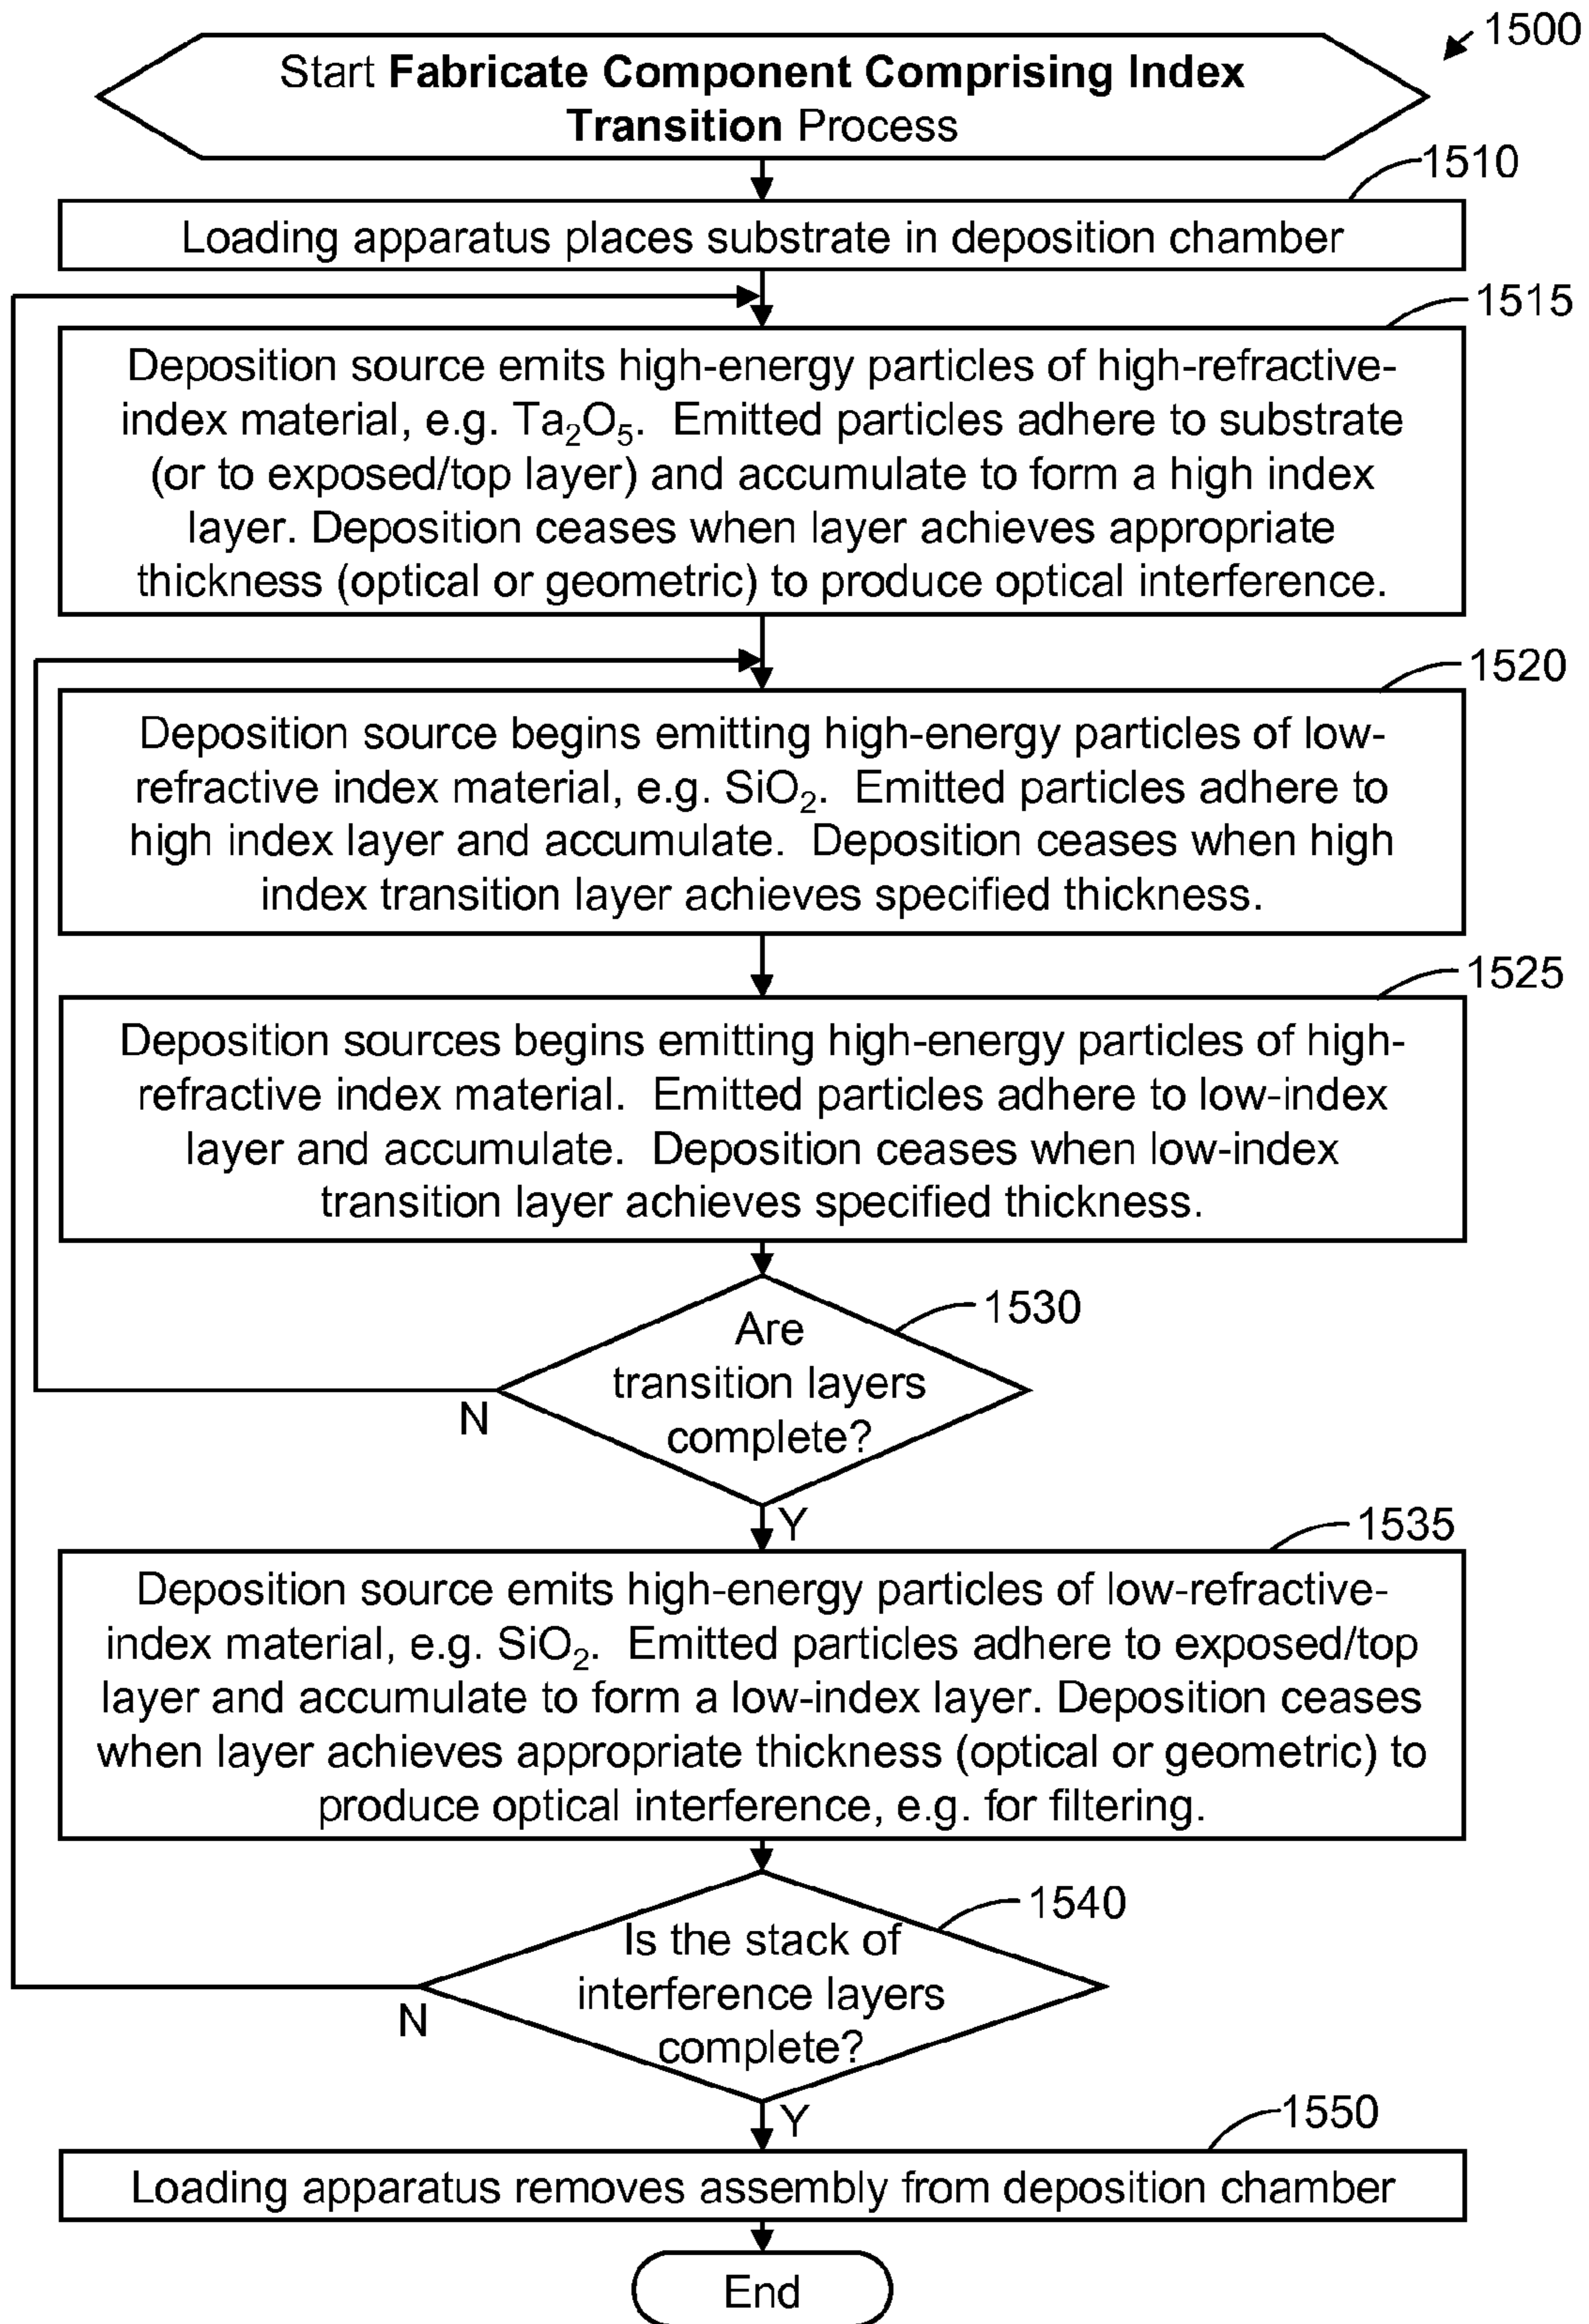 1500
Start Fabricate Component Comprising Index
Transition Process
1510
Loading apparatus places substrate in deposition chamber
1515
Deposition source emits high-energy particles of high-refractive-
index material, e.g. Ta₂O₅. Emitted particles adhere to substrate
(or to exposed/top layer) and accumulate to form a high index
layer. Deposition ceases when layer achieves appropriate
thickness (optical or geometric) to produce optical interference.
1520
Deposition source begins emitting high-energy particles of low-
refractive index material, e.g. SiO₂. Emitted particles adhere to
high index layer and accumulate. Deposition ceases when high
index transition layer achieves specified thickness.
1525
Deposition sources begins emitting high-energy particles of high-
refractive index material. Emitted particles adhere to low-index
layer and accumulate. Deposition ceases when low-index
transition layer achieves specified thickness.
1530
Are
transition layers
complete?
N
Y
1535
Deposition source emits high-energy particles of low-refractive-
index material, e.g. SiO₂. Emitted particles adhere to exposed/top
layer and accumulate to form a low-index layer. Deposition ceases
when layer achieves appropriate thickness (optical or geometric) to
produce optical interference, e.g. for filtering.
1540
Is the stack of
interference layers
complete?
N
Y
1550
Loading apparatus removes assembly from deposition chamber
End